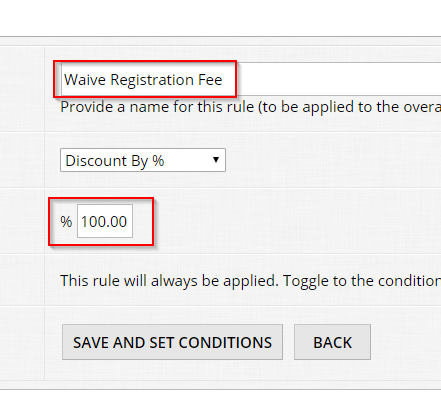 Waive Registration Fee
Provide a name for this rule (to be applied to the overa
Discount By %
% 100.00
This rule will always be applied. Toggle to the condition
SAVE AND SET CONDITIONS BACK